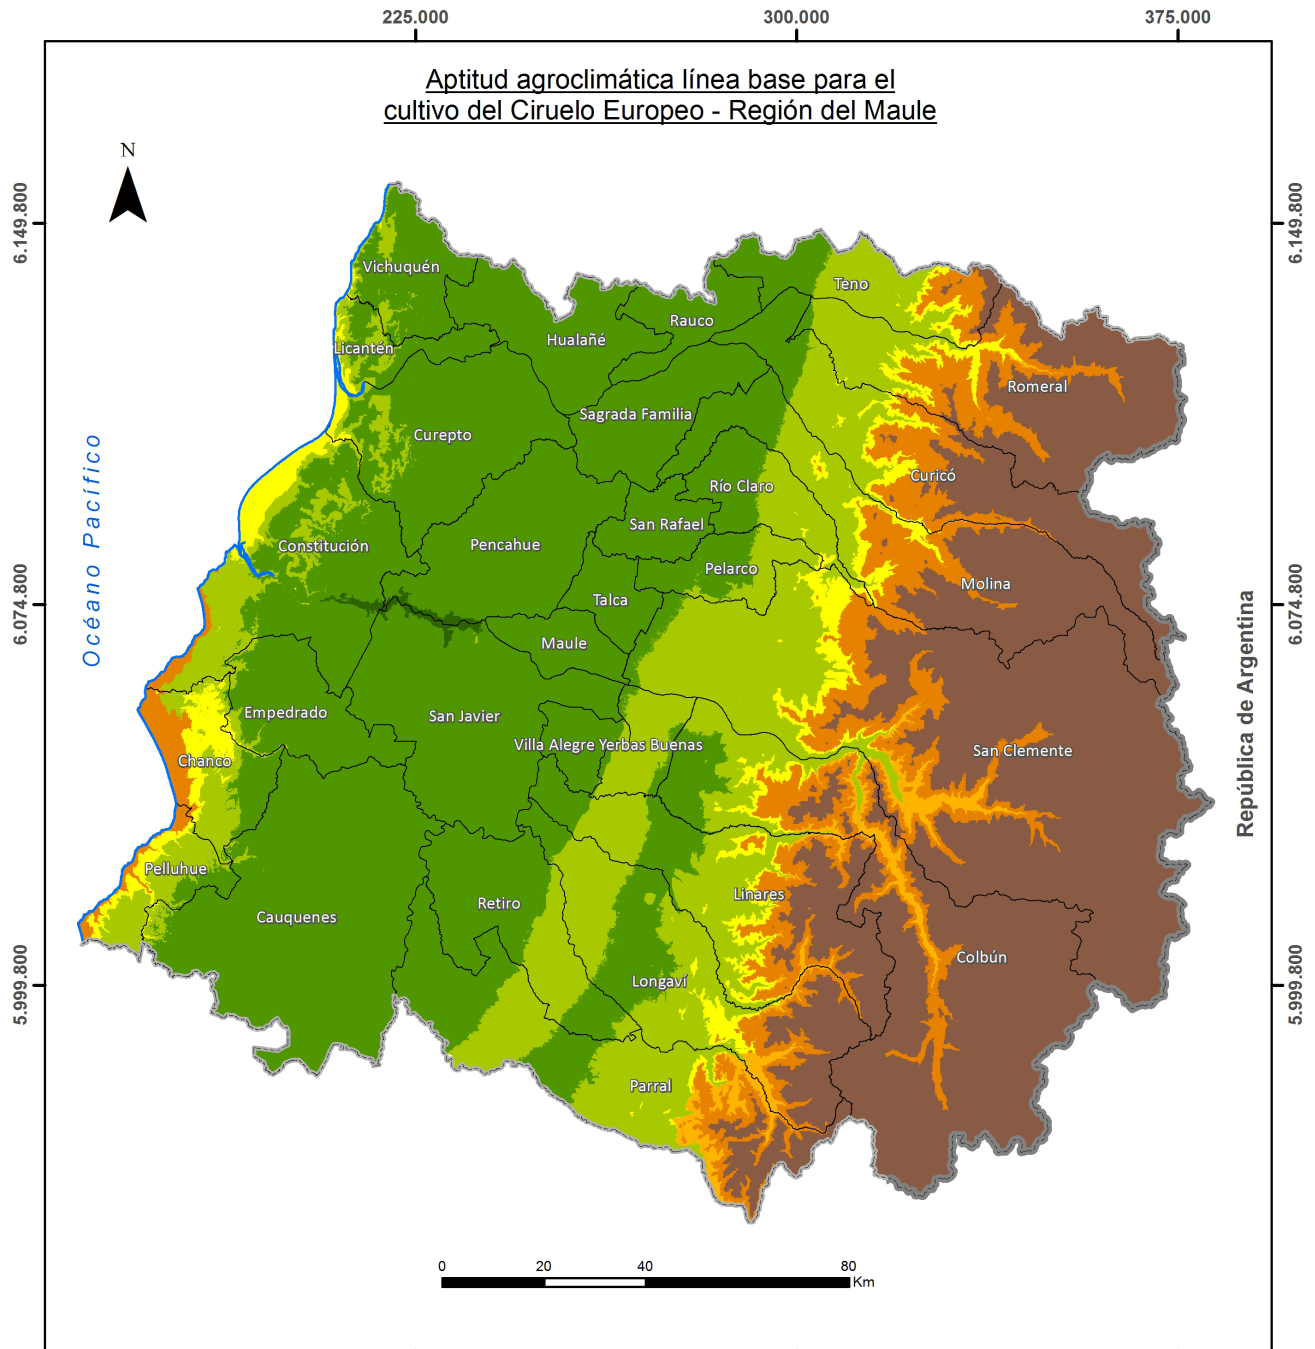 225.000
300.000
375.000
Aptitud agroclimática línea base para el
cultivo del Ciruelo Europeo - Región del Maule
N
6.149.800
6.149.800
Vichuquén
Teno
Rauco
Hualañé
Licantén
Romeral
Sagrada Familia
Curepto
Curicó
Río Claro
San Rafael
Océano Pacífico
Constitución
Pencahue
Pelarco
Molina
6.074.800
6.074.800
Talca
Maule
República de Argentina
Empedrado
San Javier
Villa Alegre
Yerbas Buenas
San Clemente
Chanco
Pelluhue
Linares
Cauquenes
Retiro
Colbún
5.999.800
5.999.800
Longaví
Parral
0
20
40
80
Km